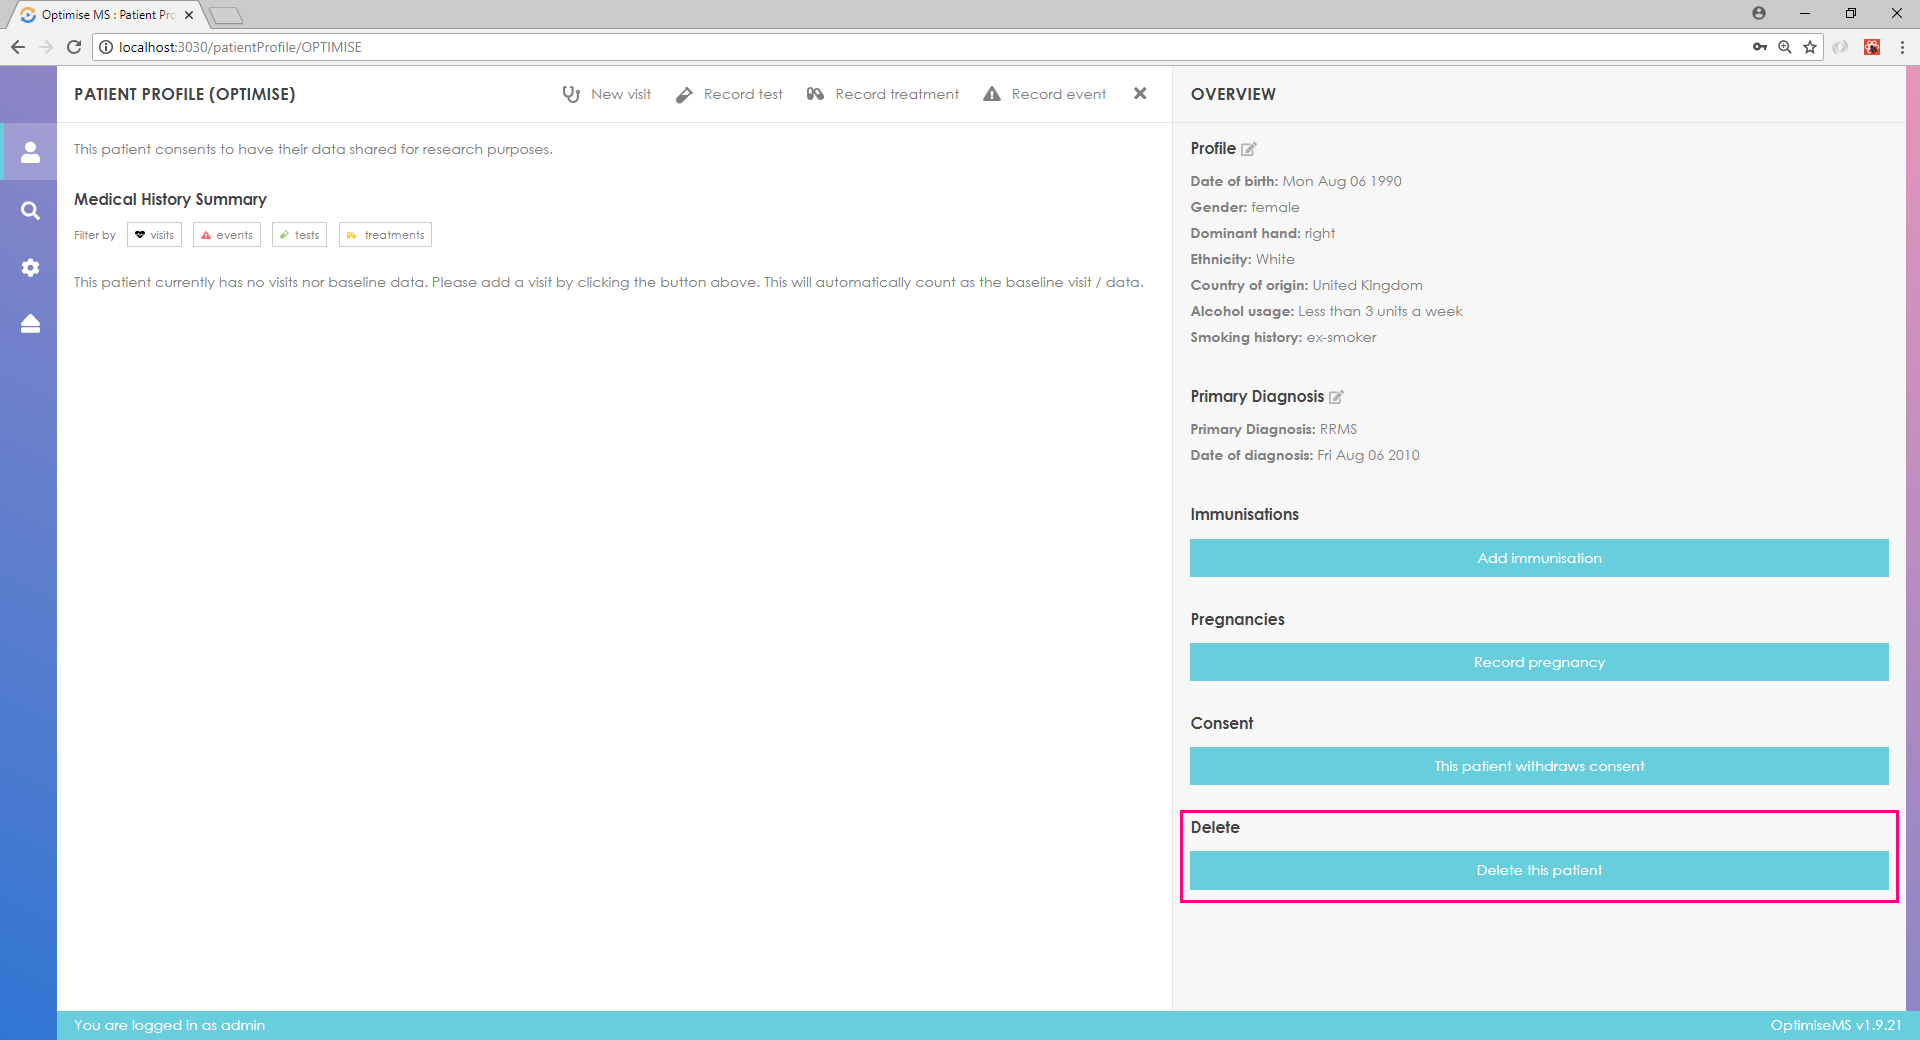 Optimise MS : Patient Pro
localhost:3030/patientProfile/OPTIMISE
PATIENT PROFILE (OPTIMISE)
New visit
Record test
Record treatment
Record event
This patient consents to have their data shared for research purposes.
Medical History Summary
Filter by
visits
events
tests
treatments
This patient currently has no visits nor baseline data. Please add a visit by clicking the button above. This will automatically count as the baseline visit / data.
OVERVIEW
Profile
Date of birth: Mon Aug 06 1990
Gender: female
Dominant hand: right
Ethnicity: White
Country of origin: United Kingdom
Alcohol usage: Less than 3 units a week
Smoking history: ex-smoker
Primary Diagnosis
Primary Diagnosis: RRMS
Date of diagnosis: Fri Aug 06 2010
Immunisations
Add immunisation
Pregnancies
Record pregnancy
Consent
This patient withdraws consent
Delete
Delete this patient
You are logged in as admin
OptimiseMS v1.9.21